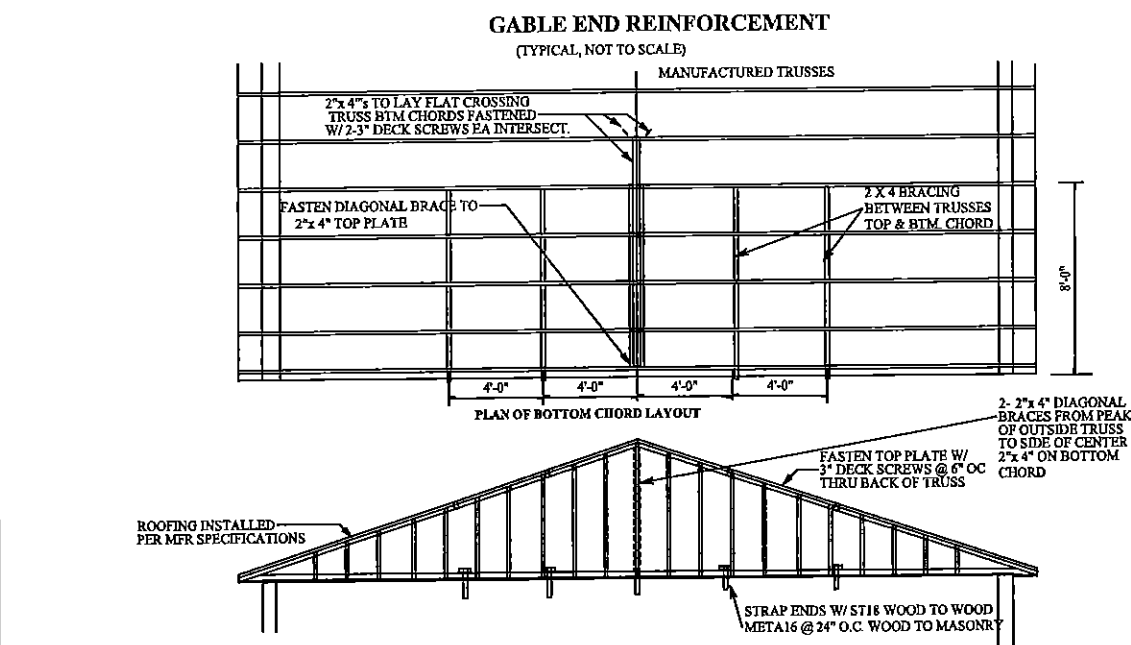 GABLE END REINFORCEMENT
(TYPICAL, NOT TO SCALE)
MANUFACTURED TRUSSES
2"x 4"'s TO LAY FLAT CROSSING
TRUSS BTM CHORDS FASTENED
W/ 2-3" DECK SCREWS EA INTERSECT.
FASTEN DIAGONAL BRACE TO
2"x 4" TOP PLATE
2 X 4 BRACING
BETWEEN TRUSSES
TOP & BTM. CHORD
8'-0"
4'-0"
4'-0"
4'-0"
4'-0"
PLAN OF BOTTOM CHORD LAYOUT
2- 2"x 4" DIAGONAL
BRACES FROM PEAK
OF OUTSIDE TRUSS
TO SIDE OF CENTER
2"x 4" ON BOTTOM
CHORD
FASTEN TOP PLATE W/
3" DECK SCREWS @ 6" OC
THRU BACK OF TRUSS
ROOFING INSTALLED
PER MFR SPECIFICATIONS
STRAP ENDS W/ ST18 WOOD TO WOOD
META16 @ 24" O.C. WOOD TO MASONRY